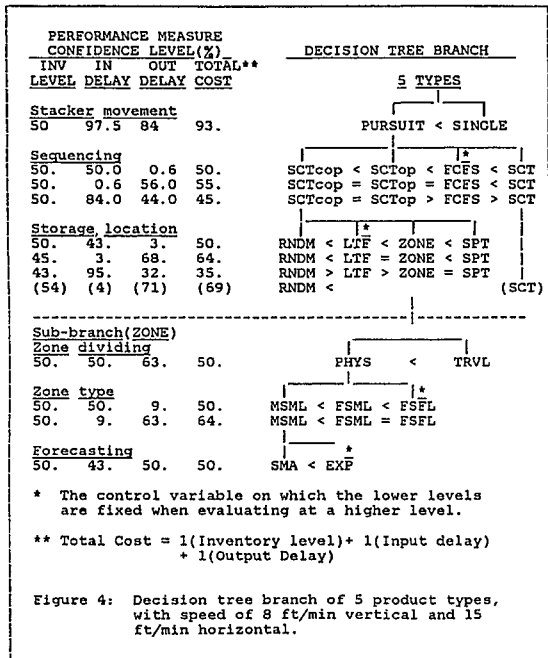 PERFORMANCE MEASURE
CONFIDENCE LEVEL(%) DECISION TREE BRANCH
INV IN OUT TOTAL**
LEVEL DELAY DELAY COST 5 TYPES
Stacker movement
50 97.5 84 93. PURSUIT < SINGLE
Sequencing *
50. 50.0 0.6 50. SCTcop < SCTop < FCFS < SCT
50. 0.6 56.0 55. SCTcop = SCTop = FCFS < SCT
50. 84.0 44.0 45. SCTcop = SCTop > FCFS > SCT
Storage location *
50. 43. 3. 50. RNDM < LTF < ZONE < SPT
45. 3. 68. 64. RNDM < LTF = ZONE < SPT
43. 95. 32. 35. RNDM > LTF > ZONE = SPT
(54) (4) (71) (69) RNDM < (SCT)
Sub-branch(ZONE)
Zone dividing
50. 50. 63. 50. PHYS < TRVL
Zone type *
50. 50. 9. 50. MSML < FSML < FSFL
50. 9. 63. 64. MSML < FSML = FSFL
Forecasting *
50. 43. 50. 50. SMA < EXP
* The control variable on which the lower levels
are fixed when evaluating at a higher level.
** Total Cost = 1(Inventory level)+ 1(Input delay)
+ 1(Output Delay)
Figure 4: Decision tree branch of 5 product types,
with speed of 8 ft/min vertical and 15
ft/min horizontal.